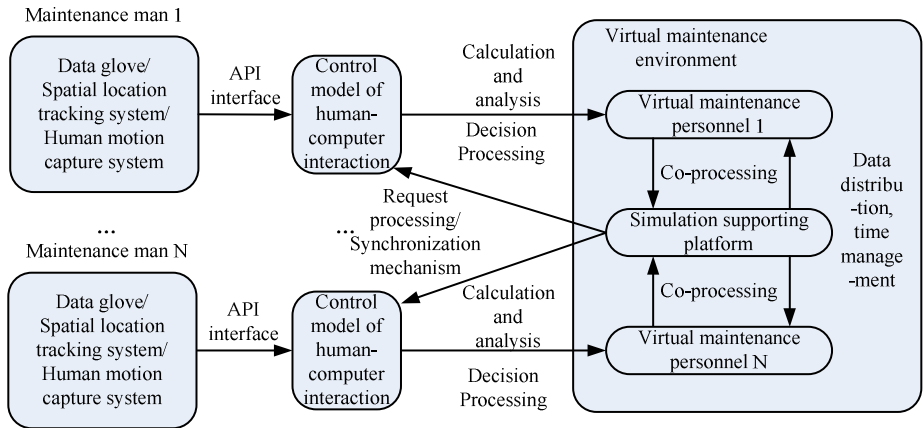 Maintenance man 1
Data glove/
Spatial location
tracking system/
Human motion
capture system
API
interface
Control
model of
human-
computer
interaction
Calculation
and
analysis
Decision
Processing
Virtual maintenance
environment
Virtual maintenance
personnel 1
Co-processing
Simulation supporting
platform
Co-processing
Virtual maintenance
personnel N
Data
distribu
-tion,
time
manage
-ment
Request
processing/
Synchronization
mechanism
...
...
Maintenance man N
Data glove/
Spatial location
tracking system/
Human motion
capture system
API
interface
Control
model of
human-
computer
interaction
Calculation
and
analysis
Decision
Processing